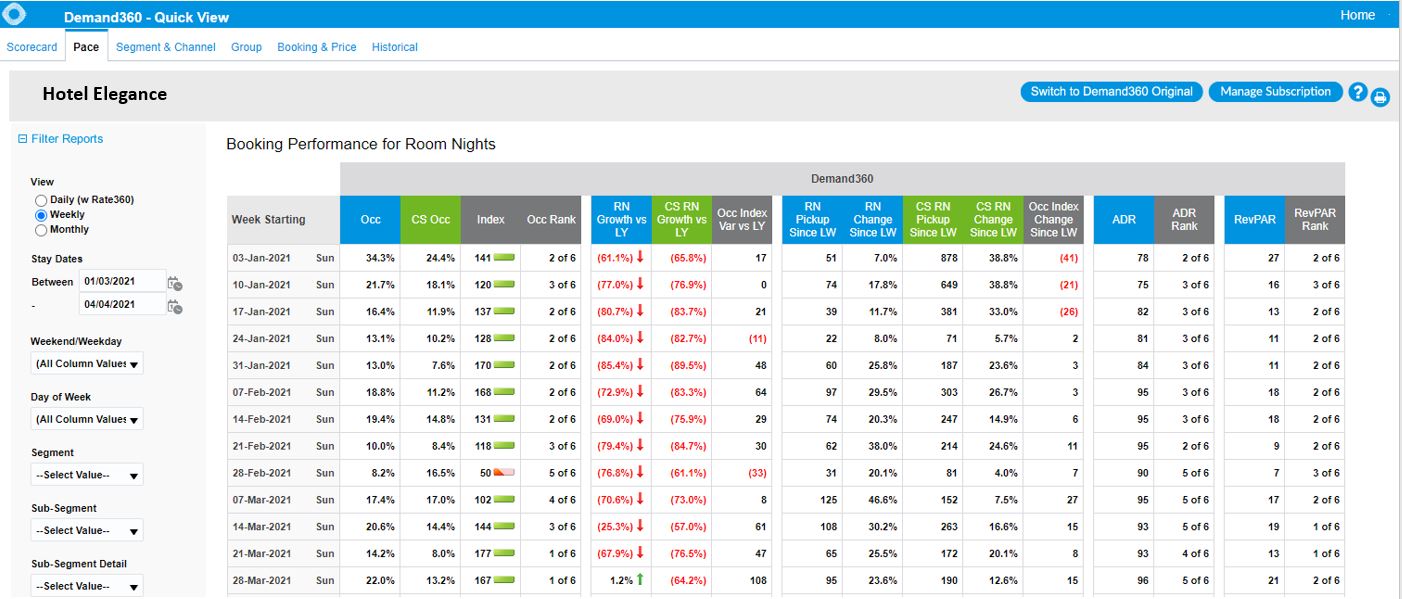 Demand360 - Quick View Home
Scorecard Pace Segment & Channel Group Booking & Price Historical
Hotel Elegance
Switch to Demand360 Original Manage Subscription ?
Filter Reports
Booking Performance for Room Nights
View
Daily (w Rate360)
Weekly
Monthly
Stay Dates
Between 01/03/2021
- 04/04/2021
Weekend/Weekday
(All Column Values
Day of Week
(All Column Values
Segment
--Select Value--
Sub-Segment
--Select Value--
Sub-Segment Detail
--Select Value--
Demand360
Week Starting Occ CS Occ Index Occ Rank RN Growth vs LY CS RN Growth vs LY Occ Index Var vs LY RN Pickup Since LW RN Change Since LW CS RN Pickup Since LW CS RN Change Since LW Occ Index Change Since LW ADR ADR Rank RevPAR RevPAR Rank
03-Jan-2021 Sun 34.3% 24.4% 141 2 of 6 (61.1%) (65.8%) 17 51 7.0% 878 38.8% (41) 78 2 of 6 27 2 of 6
10-Jan-2021 Sun 21.7% 18.1% 120 3 of 6 (77.0%) (76.9%) 0 74 17.8% 649 38.8% (21) 75 3 of 6 16 3 of 6
17-Jan-2021 Sun 16.4% 11.9% 137 2 of 6 (80.7%) (83.7%) 21 39 11.7% 381 33.0% (26) 82 3 of 6 13 2 of 6
24-Jan-2021 Sun 13.1% 10.2% 128 2 of 6 (84.0%) (82.7%) (11) 22 8.0% 71 5.7% 2 81 3 of 6 11 2 of 6
31-Jan-2021 Sun 13.0% 7.6% 170 2 of 6 (85.4%) (89.5%) 48 60 25.8% 187 23.6% 3 84 3 of 6 11 2 of 6
07-Feb-2021 Sun 18.8% 11.2% 168 2 of 6 (72.9%) (83.3%) 64 97 29.5% 303 26.7% 3 95 3 of 6 18 2 of 6
14-Feb-2021 Sun 19.4% 14.8% 131 2 of 6 (69.0%) (75.9%) 29 74 20.3% 247 14.9% 6 95 3 of 6 18 2 of 6
21-Feb-2021 Sun 10.0% 8.4% 118 3 of 6 (79.4%) (84.7%) 30 62 38.0% 214 24.6% 11 95 2 of 6 9 2 of 6
28-Feb-2021 Sun 8.2% 16.5% 50 5 of 6 (76.8%) (61.1%) (33) 31 20.1% 81 4.0% 7 90 5 of 6 7 3 of 6
07-Mar-2021 Sun 17.4% 17.0% 102 4 of 6 (70.6%) (73.0%) 8 125 46.6% 152 7.5% 27 95 5 of 6 17 2 of 6
14-Mar-2021 Sun 20.6% 14.4% 144 3 of 6 (25.3%) (57.0%) 61 108 30.2% 263 16.6% 15 93 5 of 6 19 1 of 6
21-Mar-2021 Sun 14.2% 8.0% 177 1 of 6 (67.9%) (76.5%) 47 65 25.5% 172 20.1% 8 93 4 of 6 13 1 of 6
28-Mar-2021 Sun 22.0% 13.2% 167 1 of 6 1.2% (64.2%) 108 95 23.6% 190 12.6% 15 96 5 of 6 21 2 of 6